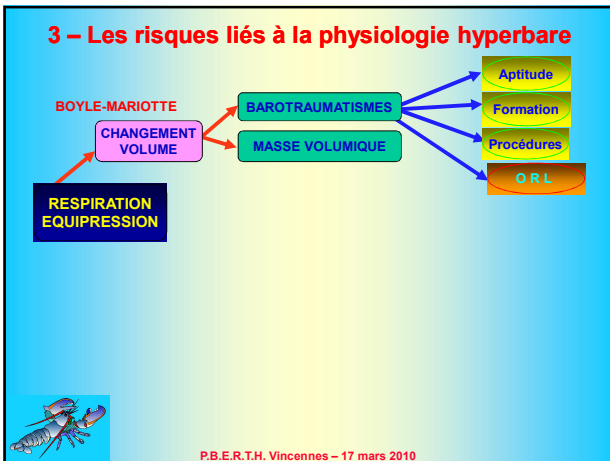 3 – Les risques liés à la physiologie hyperbare
BOYLE-MARIOTTE
CHANGEMENT
VOLUME
RESPIRATION
EQUIPRESSION
BAROTRAUMATISMES
MASSE VOLUMIQUE
Aptitude
Formation
Procédures
O R L
P.B.E.R.T.H. Vincennes – 17 mars 2010